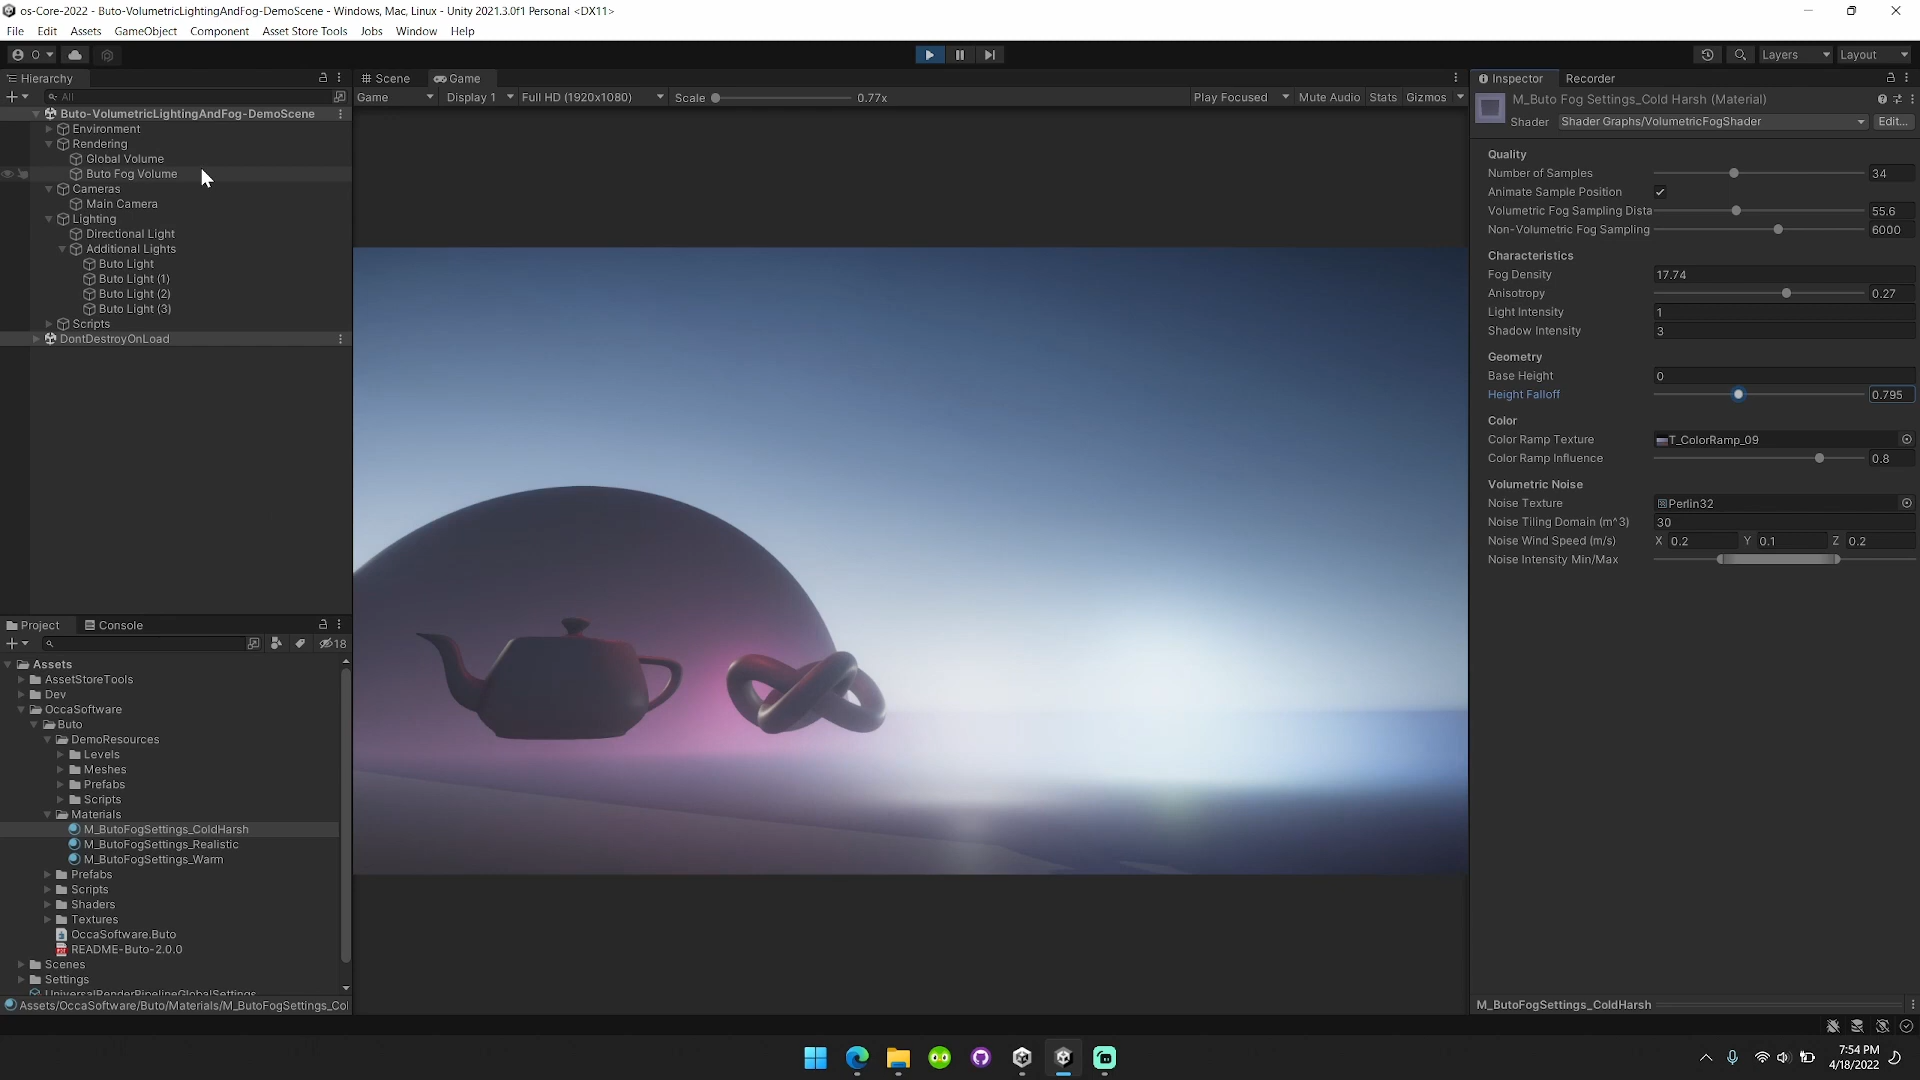 os-Core-2022 - Buto-VolumetricLightingAndFog-DemoScene - Windows, Mac, Linux - Unity 2021.3.0f1 Personal <DX11>
File Edit Assets GameObject Component Asset Store Tools Jobs Window Help
O Layers Layout
Hierarchy
All
Buto-VolumetricLightingAndFog-DemoScene
Environment
Rendering
Global Volume
Buto Fog Volume
Cameras
Main Camera
Lighting
Directional Light
Additional Lights
Buto Light
Buto Light (1)
Buto Light (2)
Buto Light (3)
Scripts
DontDestroyOnLoad
Scene Game
Game Display 1 Full HD (1920x1080) Scale 0.77x Play Focused Mute Audio Stats Gizmos
Inspector Recorder
M_Buto Fog Settings_Cold Harsh (Material)
Shader Shader Graphs/VolumetricFogShader Edit...
Quality
Number of Samples 34
Animate Sample Position
Volumetric Fog Sampling Dista 55.6
Non-Volumetric Fog Sampling 6000
Characteristics
Fog Density 17.74
Anisotropy 0.27
Light Intensity 1
Shadow Intensity 3
Geometry
Base Height 0
Height Falloff 0.795
Color
Color Ramp Texture T_ColorRamp_09
Color Ramp Influence 0.8
Volumetric Noise
Noise Texture Perlin32
Noise Tiling Domain (m^3) 30
Noise Wind Speed (m/s) X 0.2 Y 0.1 Z 0.2
Noise Intensity Min/Max
Project Console
18
Assets
AssetStoreTools
Dev
OccaSoftware
Buto
DemoResources
Levels
Meshes
Prefabs
Scripts
Materials
M_ButoFogSettings_ColdHarsh
M_ButoFogSettings_Realistic
M_ButoFogSettings_Warm
Prefabs
Scripts
Shaders
Textures
OccaSoftware.Buto
README-Buto-2.0.0
Scenes
Settings
UniversalRenderPipelineGlobalSettings
Assets/OccaSoftware/Buto/Materials/M_ButoFogSettings_Col
M_ButoFogSettings_ColdHarsh
7:54 PM
4/18/2022